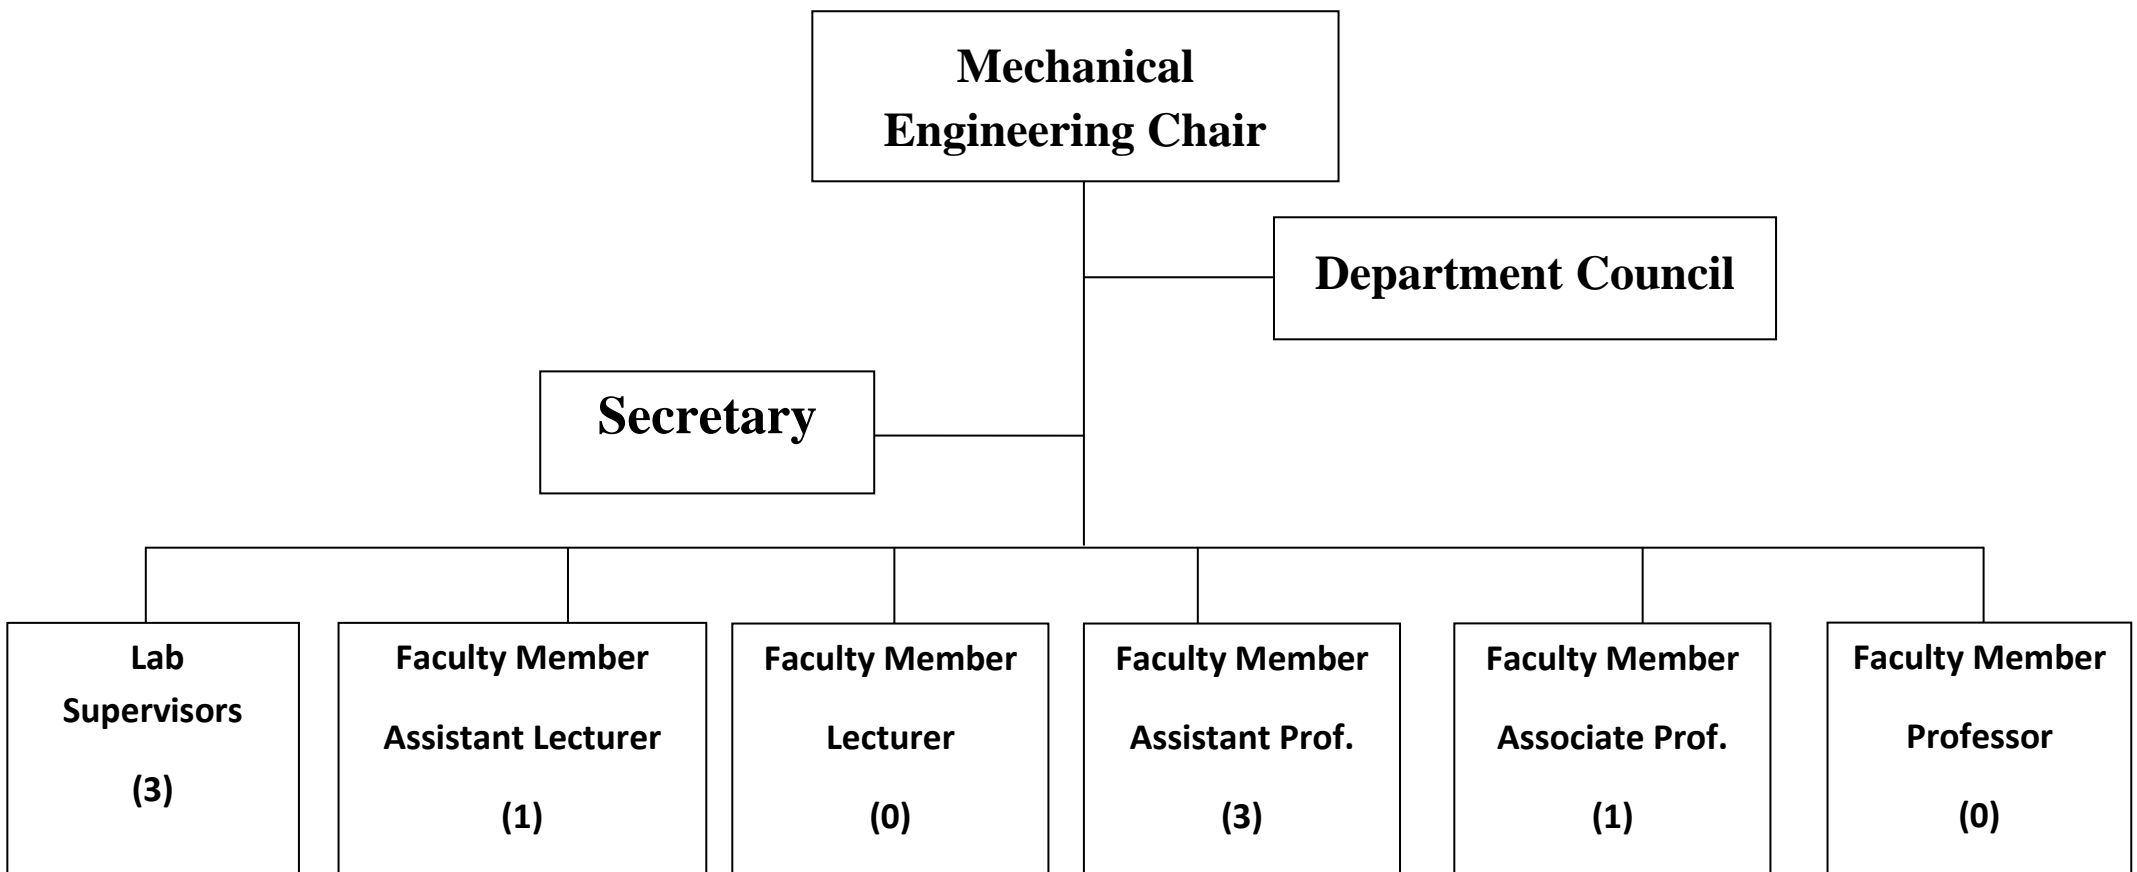 Mechanical
Engineering Chair
Department Council
Secretary
Lab
Supervisors
(3)
Faculty Member
Assistant Lecturer
(1)
Faculty Member
Lecturer
(0)
Faculty Member
Assistant Prof.
(3)
Faculty Member
Associate Prof.
(1)
Faculty Member
Professor
(0)